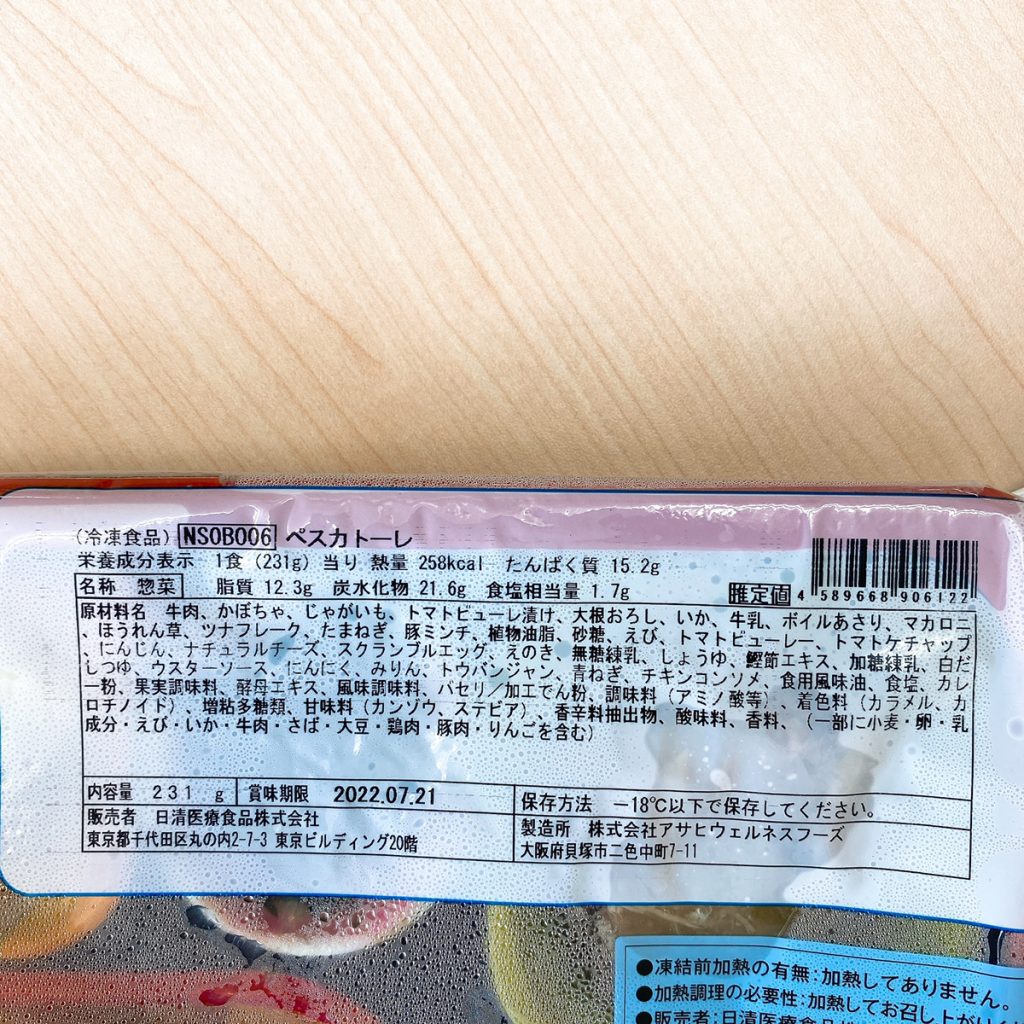 (冷凍食品) NSOB006 ペスカトーレ
栄養成分表示 1食 (231g) 当り 熱量 258kcal たんぱく質 15.2g
名称 惣菜 脂質 12.3g 炭水化物 21.6g 食塩相当量 1.7g 推定値
4 589668 906122
原材料名 牛肉、かぼちゃ、じゃがいも、トマトピューレ漬け、大根おろし、いか、牛乳、ボイルあさり、マカロニ
、ほうれん草、ツナフレーク、たまねぎ、豚ミンチ、植物油脂、砂糖、えび、トマトピューレー、トマトケチャップ
、にんじん、ナチュラルチーズ、スクランブルエッグ、えのき、無糖練乳、しょうゆ、鰹節エキス、加糖練乳、白だ
しつゆ、ウスターソース、にんにく、みりん、トウバンジャン、青ねぎ、チキンコンソメ、食用風味油、食塩、カレ
ー粉、果実調味料、酵母エキス、風味調味料、パセリ／加工でん粉、調味料（アミノ酸等）、着色料（カラメル、カ
ロチノイド）、増粘多糖類、甘味料（カンゾウ、ステビア）、香辛料抽出物、酸味料、香料、（一部に小麦・卵・乳
成分・えび・いか・牛肉・さば・大豆・鶏肉・豚肉・りんごを含む）
内容量 231 g 賞味期限 2022.07.21
保存方法 －18℃以下で保存してください。
販売者 日清医療食品株式会社
東京都千代田区丸の内2-7-3 東京ビルディング20階
製造所 株式会社アサヒウェルネスフーズ
大阪府貝塚市二色中町7-11
●凍結前加熱の有無:加熱してありません。
●加熱調理の必要性:加熱してお召し上がり
●販売者:日清医療食品